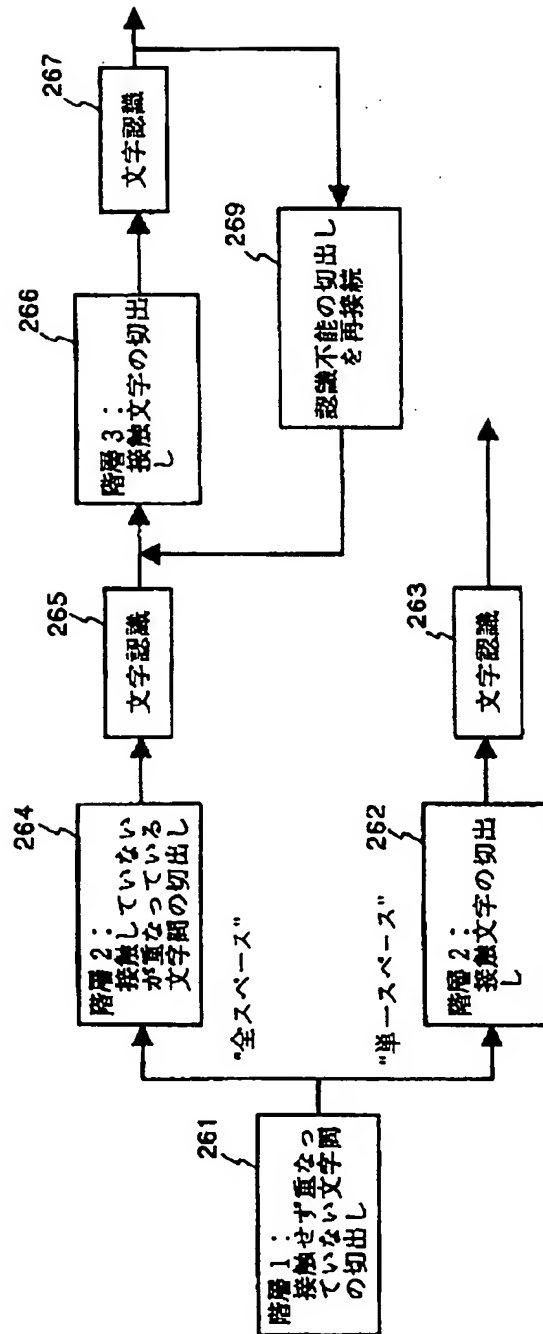 261
階層1：
接触せず重なっ
ていない文字間
の切出し
"全スペース"
"単一スペース"
264
階層2：
接触していない
が重なっている
文字間の切出し
265
文字認識
266
階層3：
接触文字の切出
し
267
文字認識
269
認識不能の切出し
を再接続
262
階層2：
接触文字の切出
し
263
文字認識